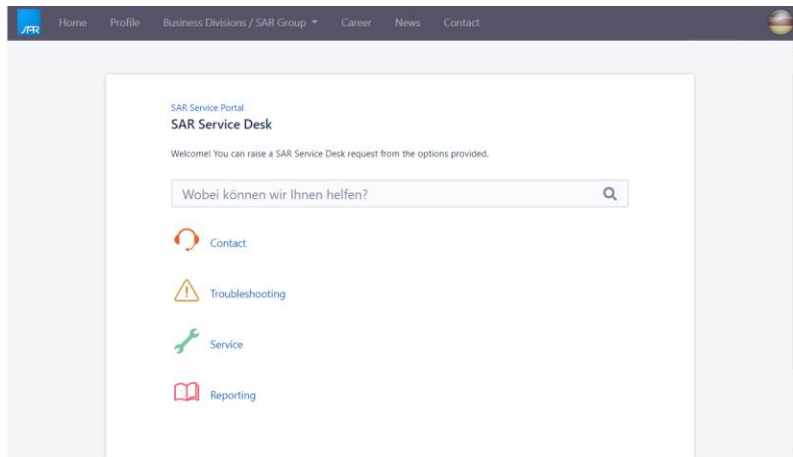 SAR
Home Profile Business Divisions / SAR Group Career News Contact
SAR Service Portal
SAR Service Desk
Welcome! You can raise a SAR Service Desk request from the options provided.
Wobei können wir Ihnen helfen?
Contact
Troubleshooting
Service
Reporting